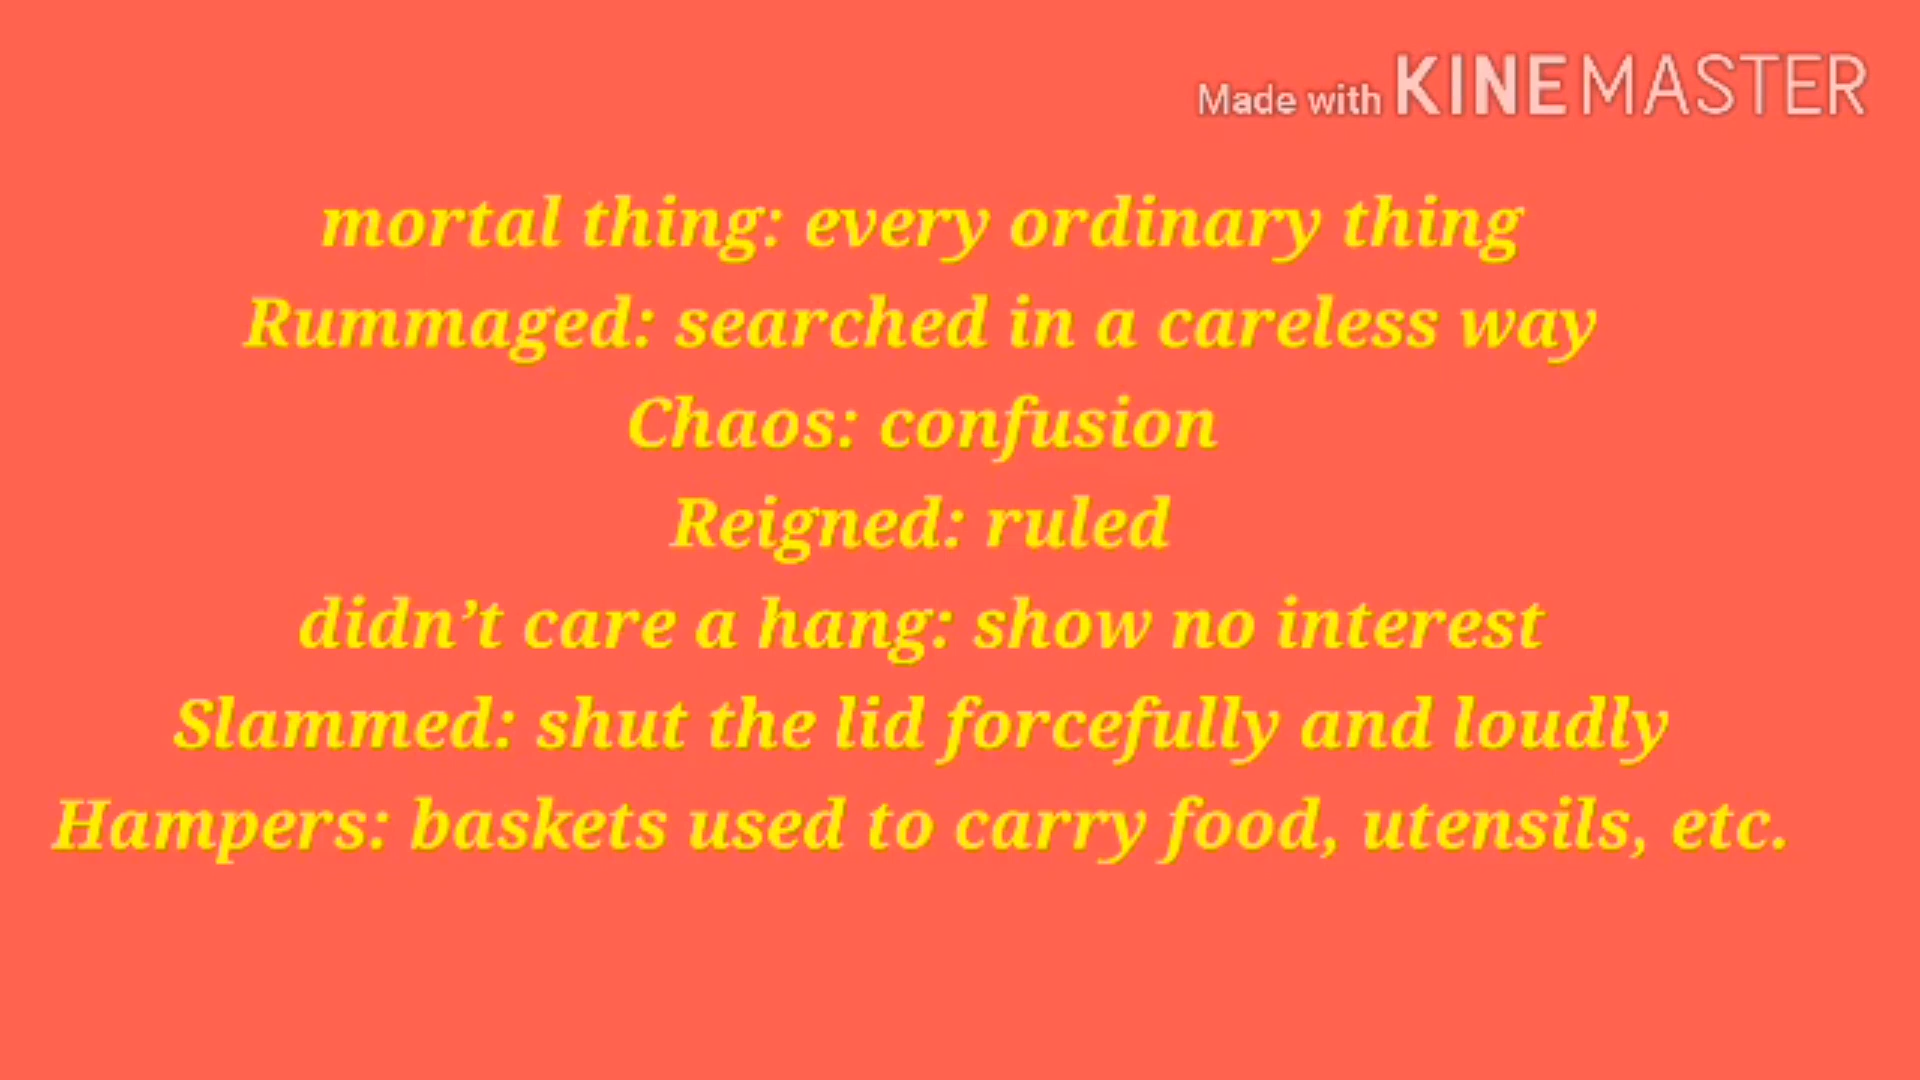 Made with KINEMASTER
mortal thing: every ordinary thing
Rummaged: searched in a careless way
Chaos: confusion
Reigned: ruled
didn’t care a hang: show no interest
Slammed: shut the lid forcefully and loudly
Hampers: baskets used to carry food, utensils, etc.